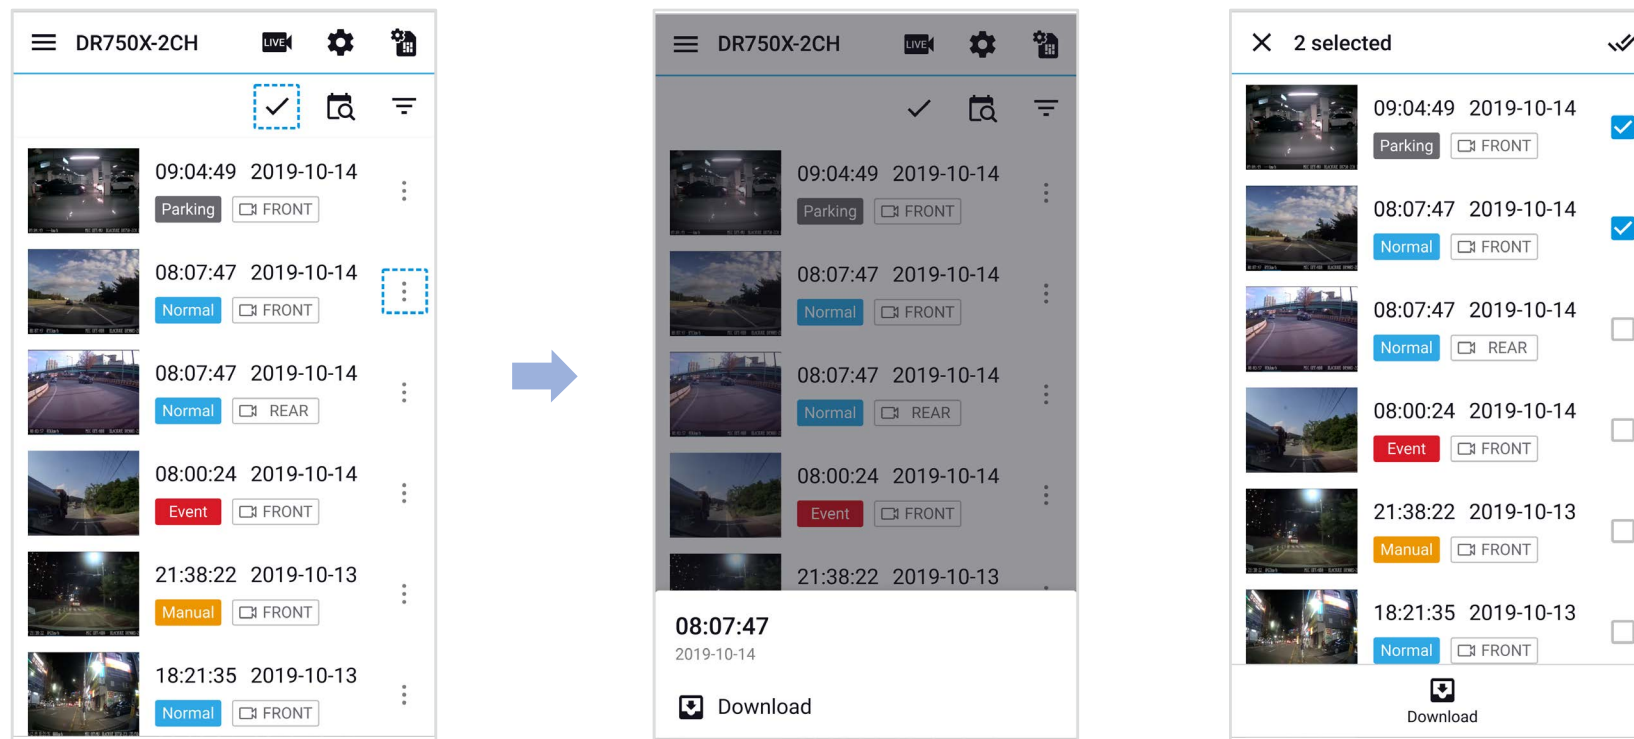 DR750X-2CH LIVE
09:04:49 2019-10-14
Parking FRONT
08:07:47 2019-10-14
Normal FRONT
08:07:47 2019-10-14
Normal REAR
08:00:24 2019-10-14
Event FRONT
21:38:22 2019-10-13
Manual FRONT
18:21:35 2019-10-13
Normal FRONT
DR750X-2CH LIVE
09:04:49 2019-10-14
Parking FRONT
08:07:47 2019-10-14
Normal FRONT
08:07:47 2019-10-14
Normal REAR
08:00:24 2019-10-14
Event FRONT
21:38:22 2019-10-13
08:07:47
2019-10-14
Download
2 selected
09:04:49 2019-10-14
Parking FRONT
08:07:47 2019-10-14
Normal FRONT
08:07:47 2019-10-14
Normal REAR
08:00:24 2019-10-14
Event FRONT
21:38:22 2019-10-13
Manual FRONT
18:21:35 2019-10-13
Normal FRONT
Download